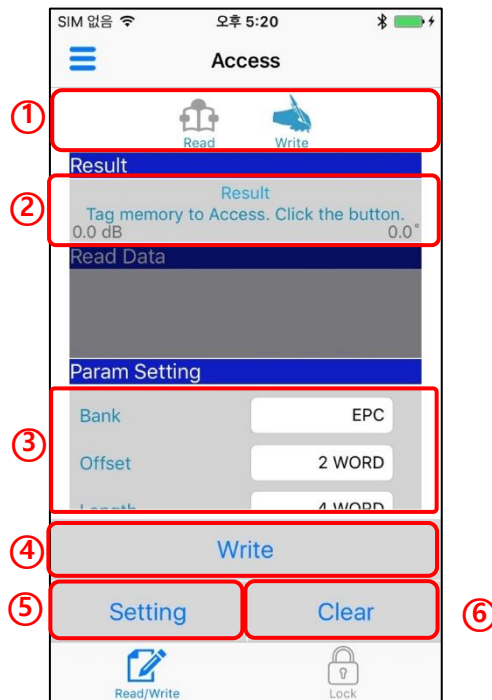 SIM 없음 오후 5:20
Access
①
Read Write
Result
②
Result
Tag memory to Access. Click the button.
0.0 dB 0.0°
Read Data
Param Setting
③
Bank EPC
Offset 2 WORD
Length 4 WORD
④
Write
⑤
Setting Clear
⑥
Read/Write Lock